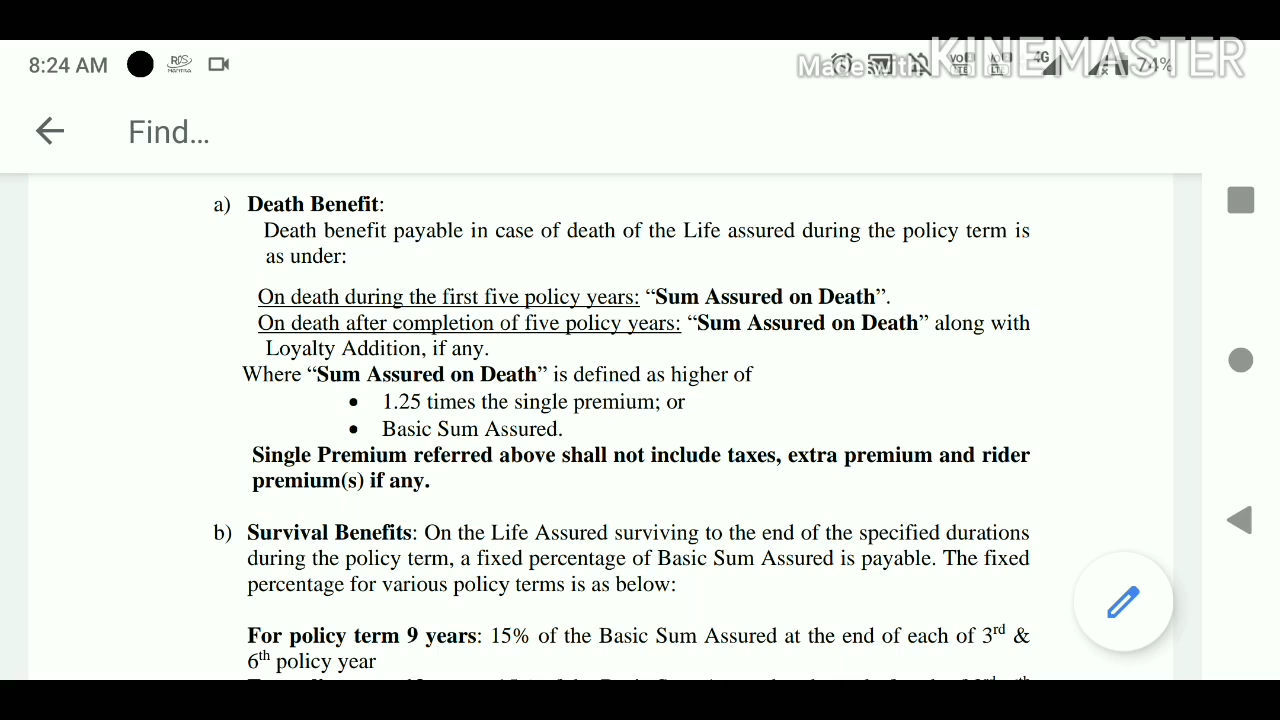 Made with KINEMASTER
8:24 AM 4G 74%
Find...
a) Death Benefit:
Death benefit payable in case of death of the Life assured during the policy term is
as under:
On death during the first five policy years: “Sum Assured on Death”.
On death after completion of five policy years: “Sum Assured on Death” along with
Loyalty Addition, if any.
Where “Sum Assured on Death” is defined as higher of
• 1.25 times the single premium; or
• Basic Sum Assured.
Single Premium referred above shall not include taxes, extra premium and rider
premium(s) if any.
b) Survival Benefits: On the Life Assured surviving to the end of the specified durations
during the policy term, a fixed percentage of Basic Sum Assured is payable. The fixed
percentage for various policy terms is as below:
For policy term 9 years: 15% of the Basic Sum Assured at the end of each of 3rd &
6th policy year